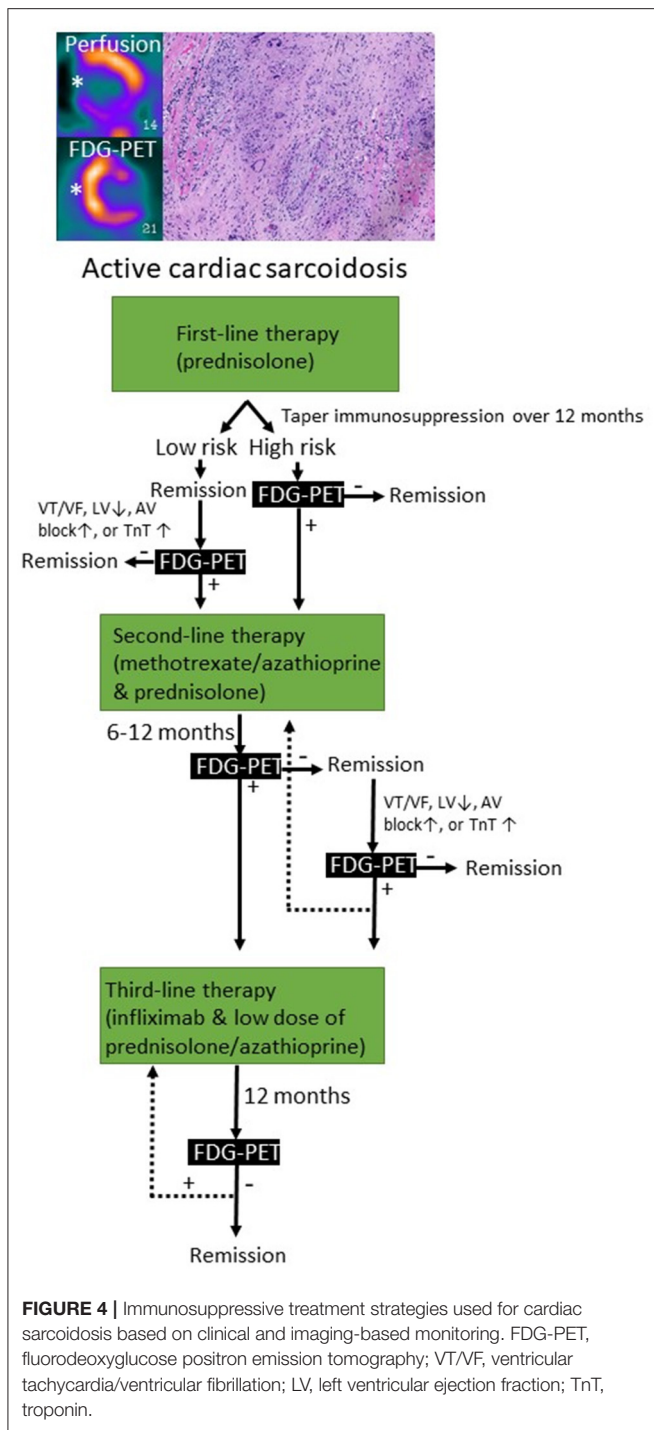 Perfusion
*
14
FDG-PET
*
21
Active cardiac sarcoidosis
First-line therapy
(prednisolone)
Taper immunosuppression over 12 months
Low risk High risk
Remission
FDG-PET
-
Remission
+
VT/VF, LV↓, AV
block↑, or TnT ↑
Remission
-
FDG-PET
+
Second-line therapy
(methotrexate/azathioprine
& prednisolone)
6-12 months
FDG-PET
-
Remission
+
VT/VF, LV↓, AV
block↑, or TnT ↑
FDG-PET
-
Remission
+
Third-line therapy
(infliximab & low dose of
prednisolone/azathioprine)
12 months
FDG-PET
+
-
Remission
FIGURE 4 | Immunosuppressive treatment strategies used for cardiac
sarcoidosis based on clinical and imaging-based monitoring. FDG-PET,
fluorodeoxyglucose positron emission tomography; VT/VF, ventricular
tachycardia/ventricular fibrillation; LV, left ventricular ejection fraction; TnT,
troponin.